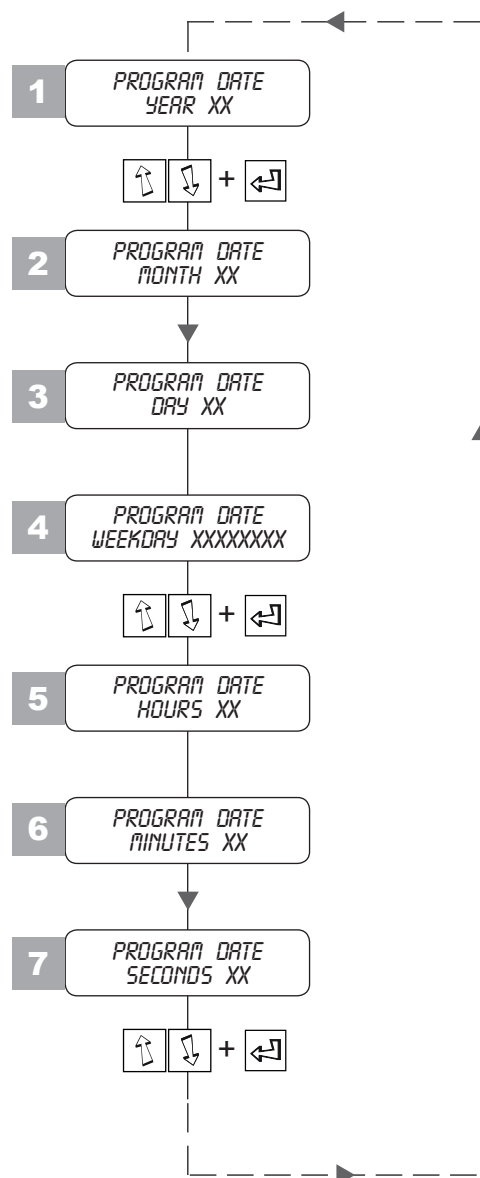 1
PROGRAM DATE
YEAR XX
+
2
PROGRAM DATE
MONTH XX
3
PROGRAM DATE
DAY XX
4
PROGRAM DATE
WEEKDAY XXXXXXXX
+
5
PROGRAM DATE
HOURS XX
6
PROGRAM DATE
MINUTES XX
7
PROGRAM DATE
SECONDS XX
+